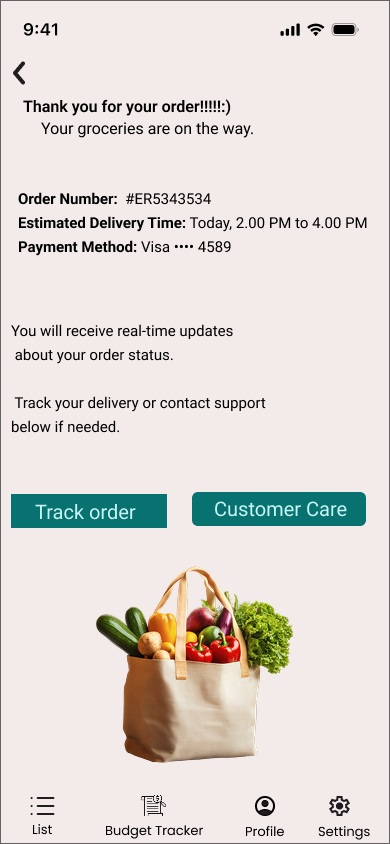 9:41
Thank you for your order!!!!!:)
Your groceries are on the way.
Order Number: #ER5343534
Estimated Delivery Time: Today, 2.00 PM to 4.00 PM
Payment Method: Visa •••• 4589
You will receive real-time updates
about your order status.
Track your delivery or contact support
below if needed.
Track order
Customer Care
List
Budget Tracker
Profile
Settings